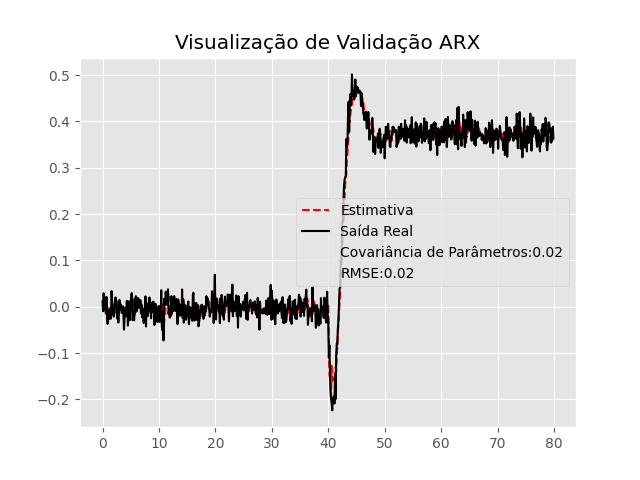 Visualização de Validação ARX
0.5
0.4
0.3
0.2
0.1
0.0
−0.1
−0.2
Estimativa
Saída Real
Covariância de Parâmetros:0.02
RMSE:0.02
0 10 20 30 40 50 60 70 80